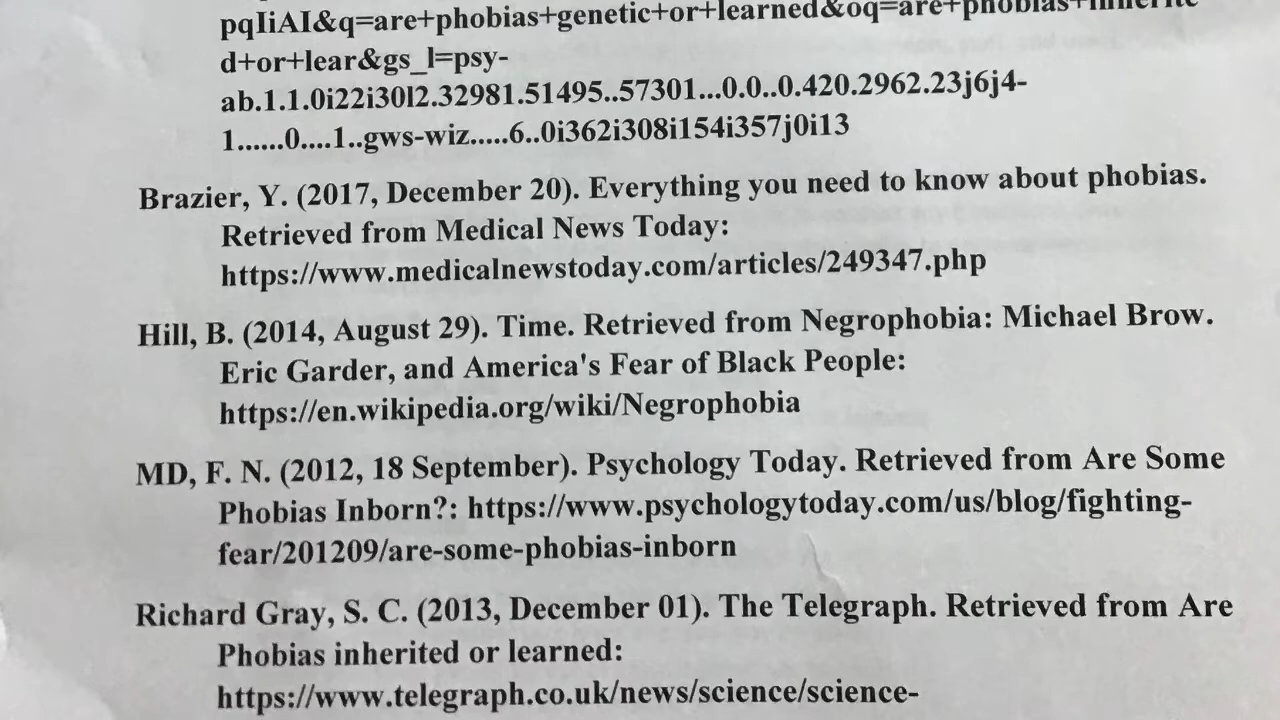 pqIiAI&q=are+phobias+genetic+or+learned&oq=are+phobias+inherite
d+or+lear&gs_l=psy-
ab.1.1.0i22i30l2.32981.51495..57301...0.0..0.420.2962.23j6j4-
1......0....1..gws-wiz.....6..0i362i308i154i357j0i13
Brazier, Y. (2017, December 20). Everything you need to know about phobias.
Retrieved from Medical News Today:
https://www.medicalnewstoday.com/articles/249347.php
Hill, B. (2014, August 29). Time. Retrieved from Negrophobia: Michael Brow.
Eric Garder, and America's Fear of Black People:
https://en.wikipedia.org/wiki/Negrophobia
MD, F. N. (2012, 18 September). Psychology Today. Retrieved from Are Some
Phobias Inborn?: https://www.psychologytoday.com/us/blog/fighting-
fear/201209/are-some-phobias-inborn
Richard Gray, S. C. (2013, December 01). The Telegraph. Retrieved from Are
Phobias inherited or learned:
https://www.telegraph.co.uk/news/science/science-